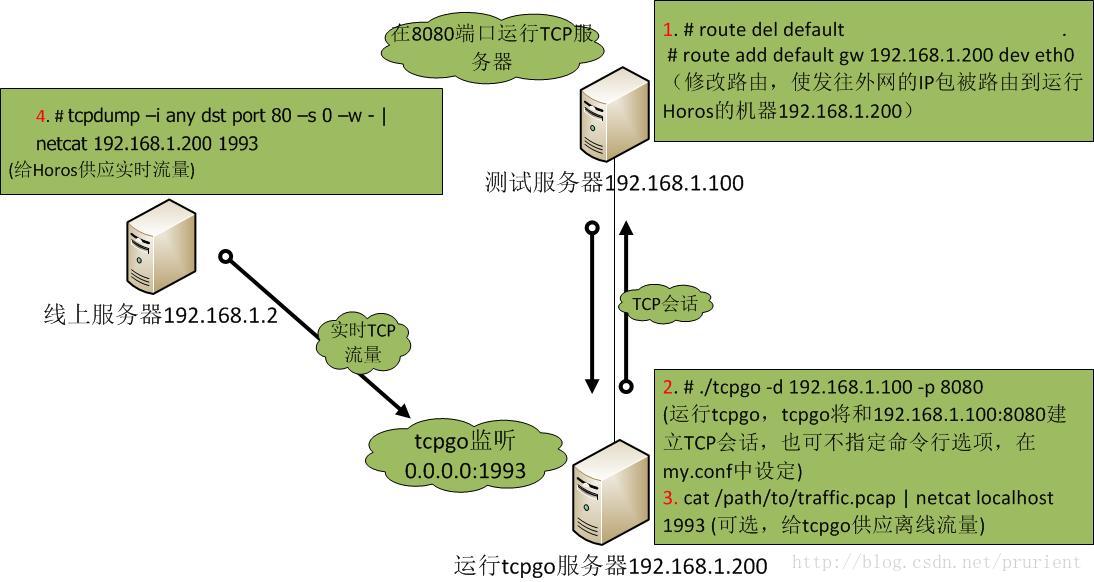 在8080端口运行TCP服
务器
1. # route del default .
# route add default gw 192.168.1.200 dev eth0
（修改路由，使发往外网的IP包被路由到运行
Horos的机器192.168.1.200）
4. # tcpdump –i any dst port 80 –s 0 –w - |
netcat 192.168.1.200 1993
(给Horos供应实时流量)
测试服务器192.168.1.100
线上服务器192.168.1.2
实时TCP
流量
TCP会话
tcpgo监听
0.0.0.0:1993
2. # ./tcpgo -d 192.168.1.100 -p 8080
(运行tcpgo，tcpgo将和192.168.1.100:8080建
立TCP会话，也可不指定命令行选项，在
my.conf中设定)
3. cat /path/to/traffic.pcap | netcat localhost
1993 (可选，给tcpgo供应离线流量)
运行tcpgo服务器192.168.1.200
http://blog.csdn.net/prurient